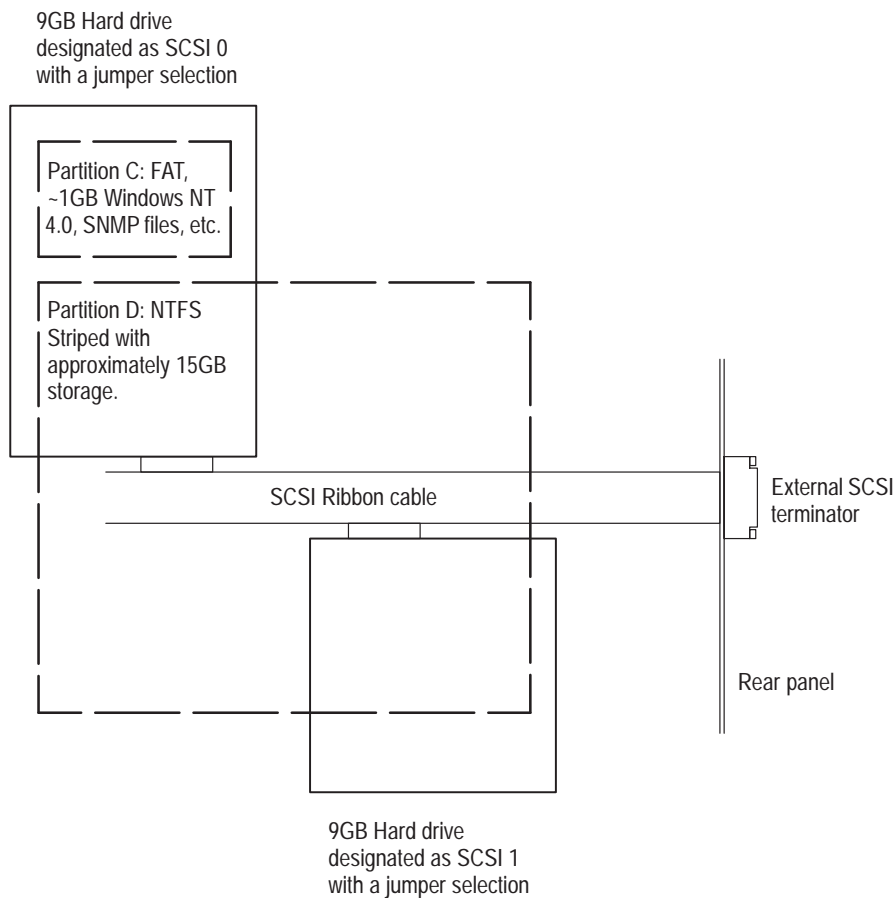 9GB Hard drive
designated as SCSI 0
with a jumper selection
Partition C: FAT,
~1GB Windows NT
4.0, SNMP files, etc.
Partition D: NTFS
Striped with
approximately 15GB
storage.
SCSI Ribbon cable
External SCSI
terminator
Rear panel
9GB Hard drive
designated as SCSI 1
with a jumper selection